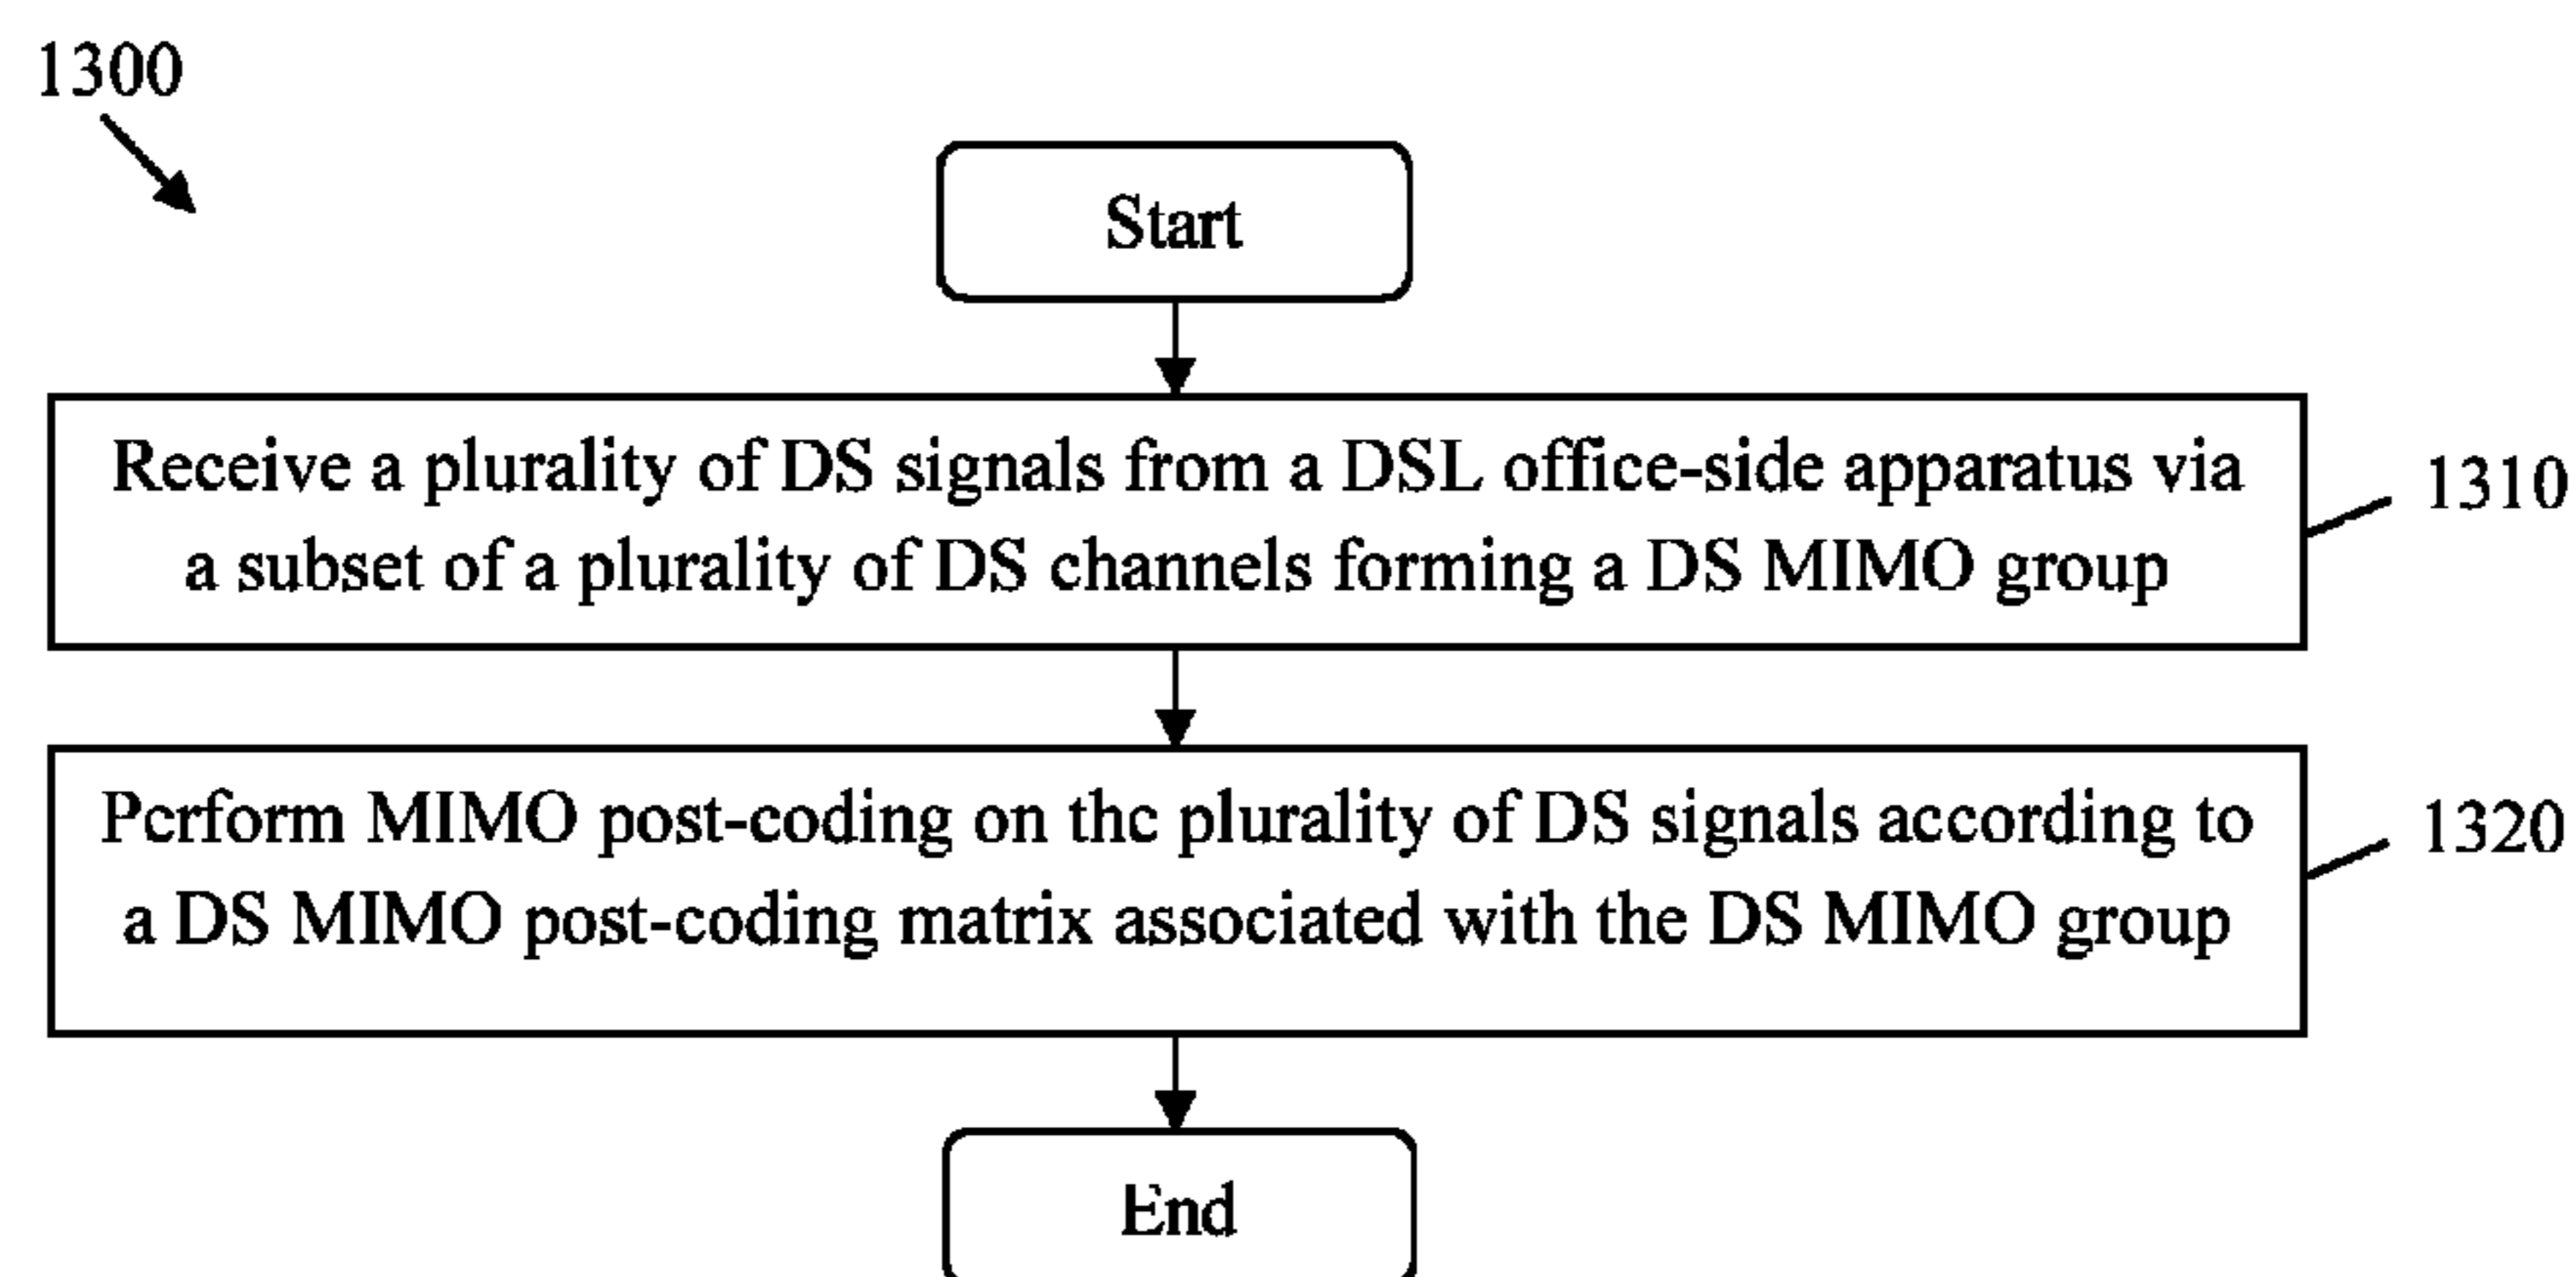 1300
Start
Receive a plurality of DS signals from a DSL office-side apparatus via
a subset of a plurality of DS channels forming a DS MIMO group
1310
Perform MIMO post-coding on the plurality of DS signals according to
a DS MIMO post-coding matrix associated with the DS MIMO group
1320
End